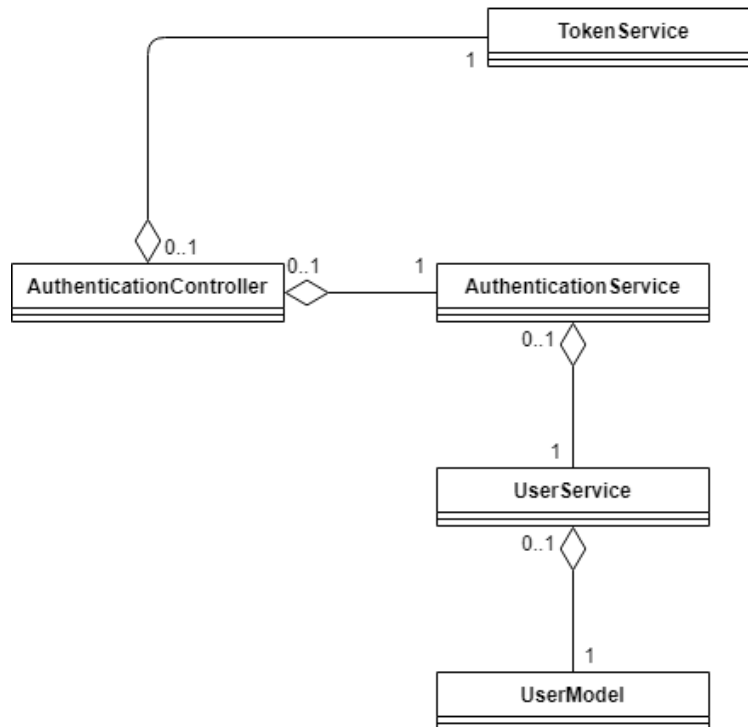 TokenService
1
0..1
0..1
1
AuthenticationController
AuthenticationService
0..1
1
UserService
0..1
1
UserModel